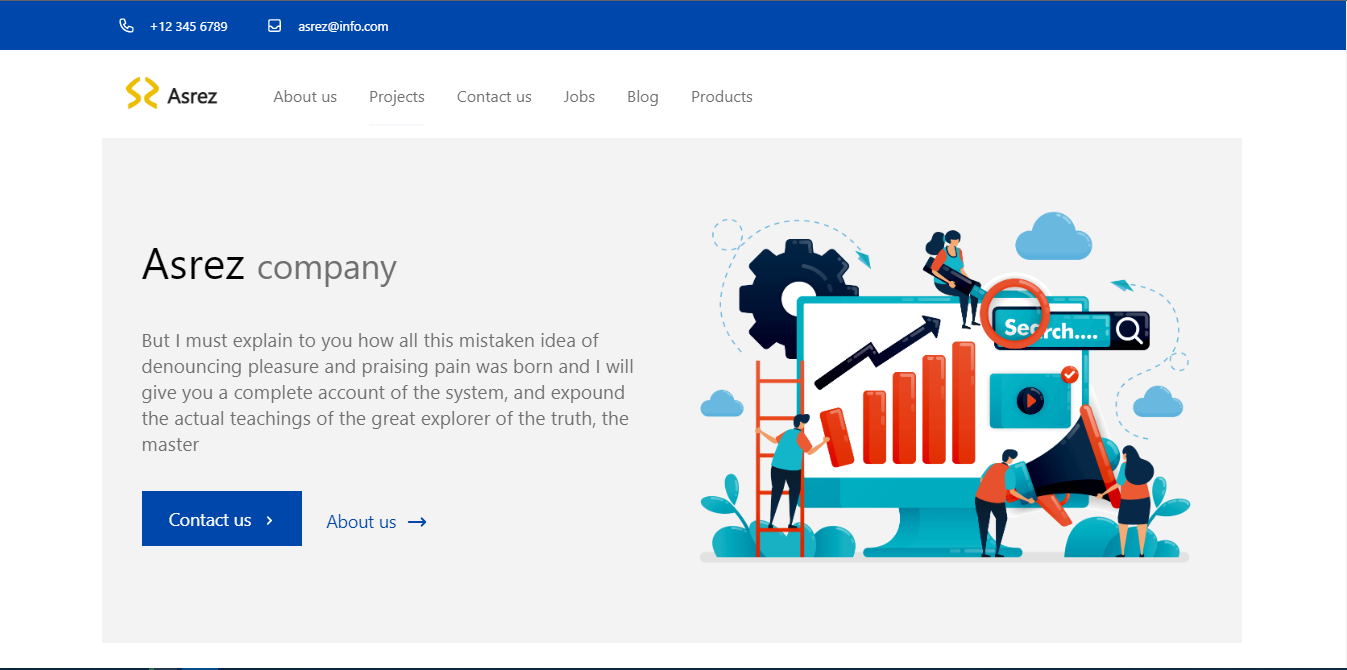 +12 345 6789 asrez@info.com
Asrez About us Projects Contact us Jobs Blog Products
Asrez company
But I must explain to you how all this mistaken idea of
denouncing pleasure and praising pain was born and I will
give you a complete account of the system, and expound
the actual teachings of the great explorer of the truth, the
master
Contact us
About us
Search....